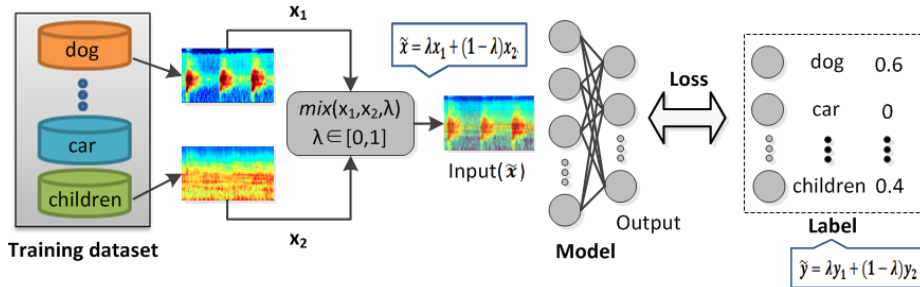 dog
car
children
Training dataset
x₁
x₂
mix(x₁,x₂,λ)
λ∈[0,1]
x̃=λx₁+(1−λ)x₂
Input(x̃)
Model
Output
Loss
dog 0.6
car 0
children 0.4
Label
ỹ=λy₁+(1−λ)y₂